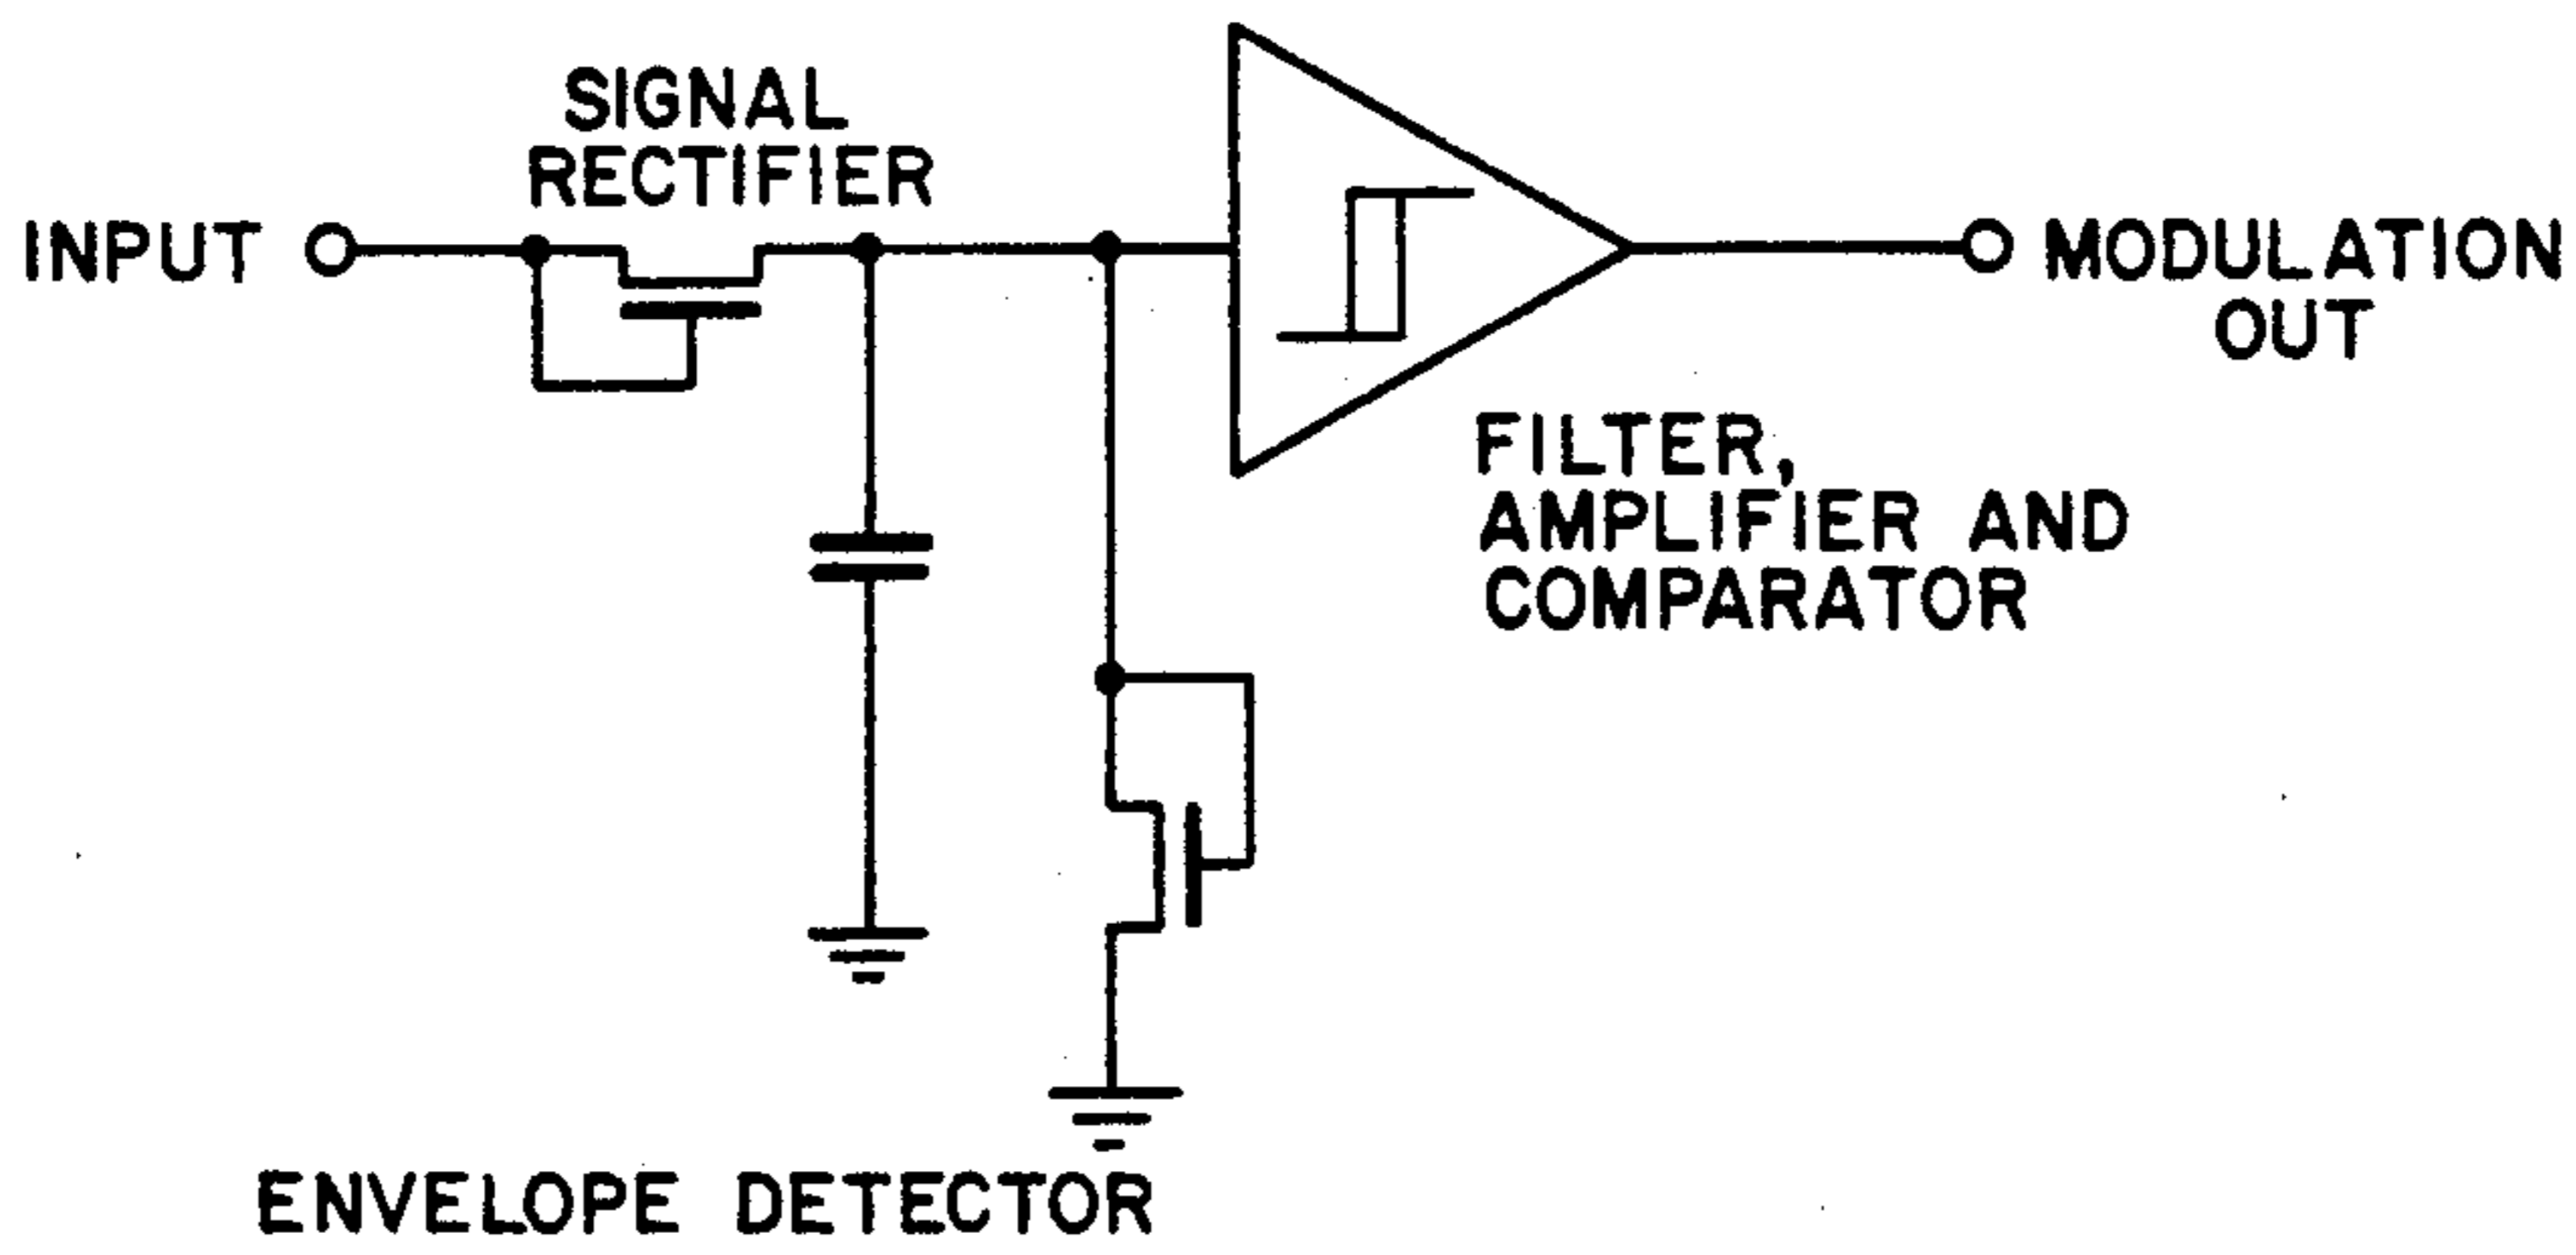 SIGNAL
RECTIFIER
INPUT
MODULATION
OUT
FILTER,
AMPLIFIER AND
COMPARATOR
ENVELOPE DETECTOR